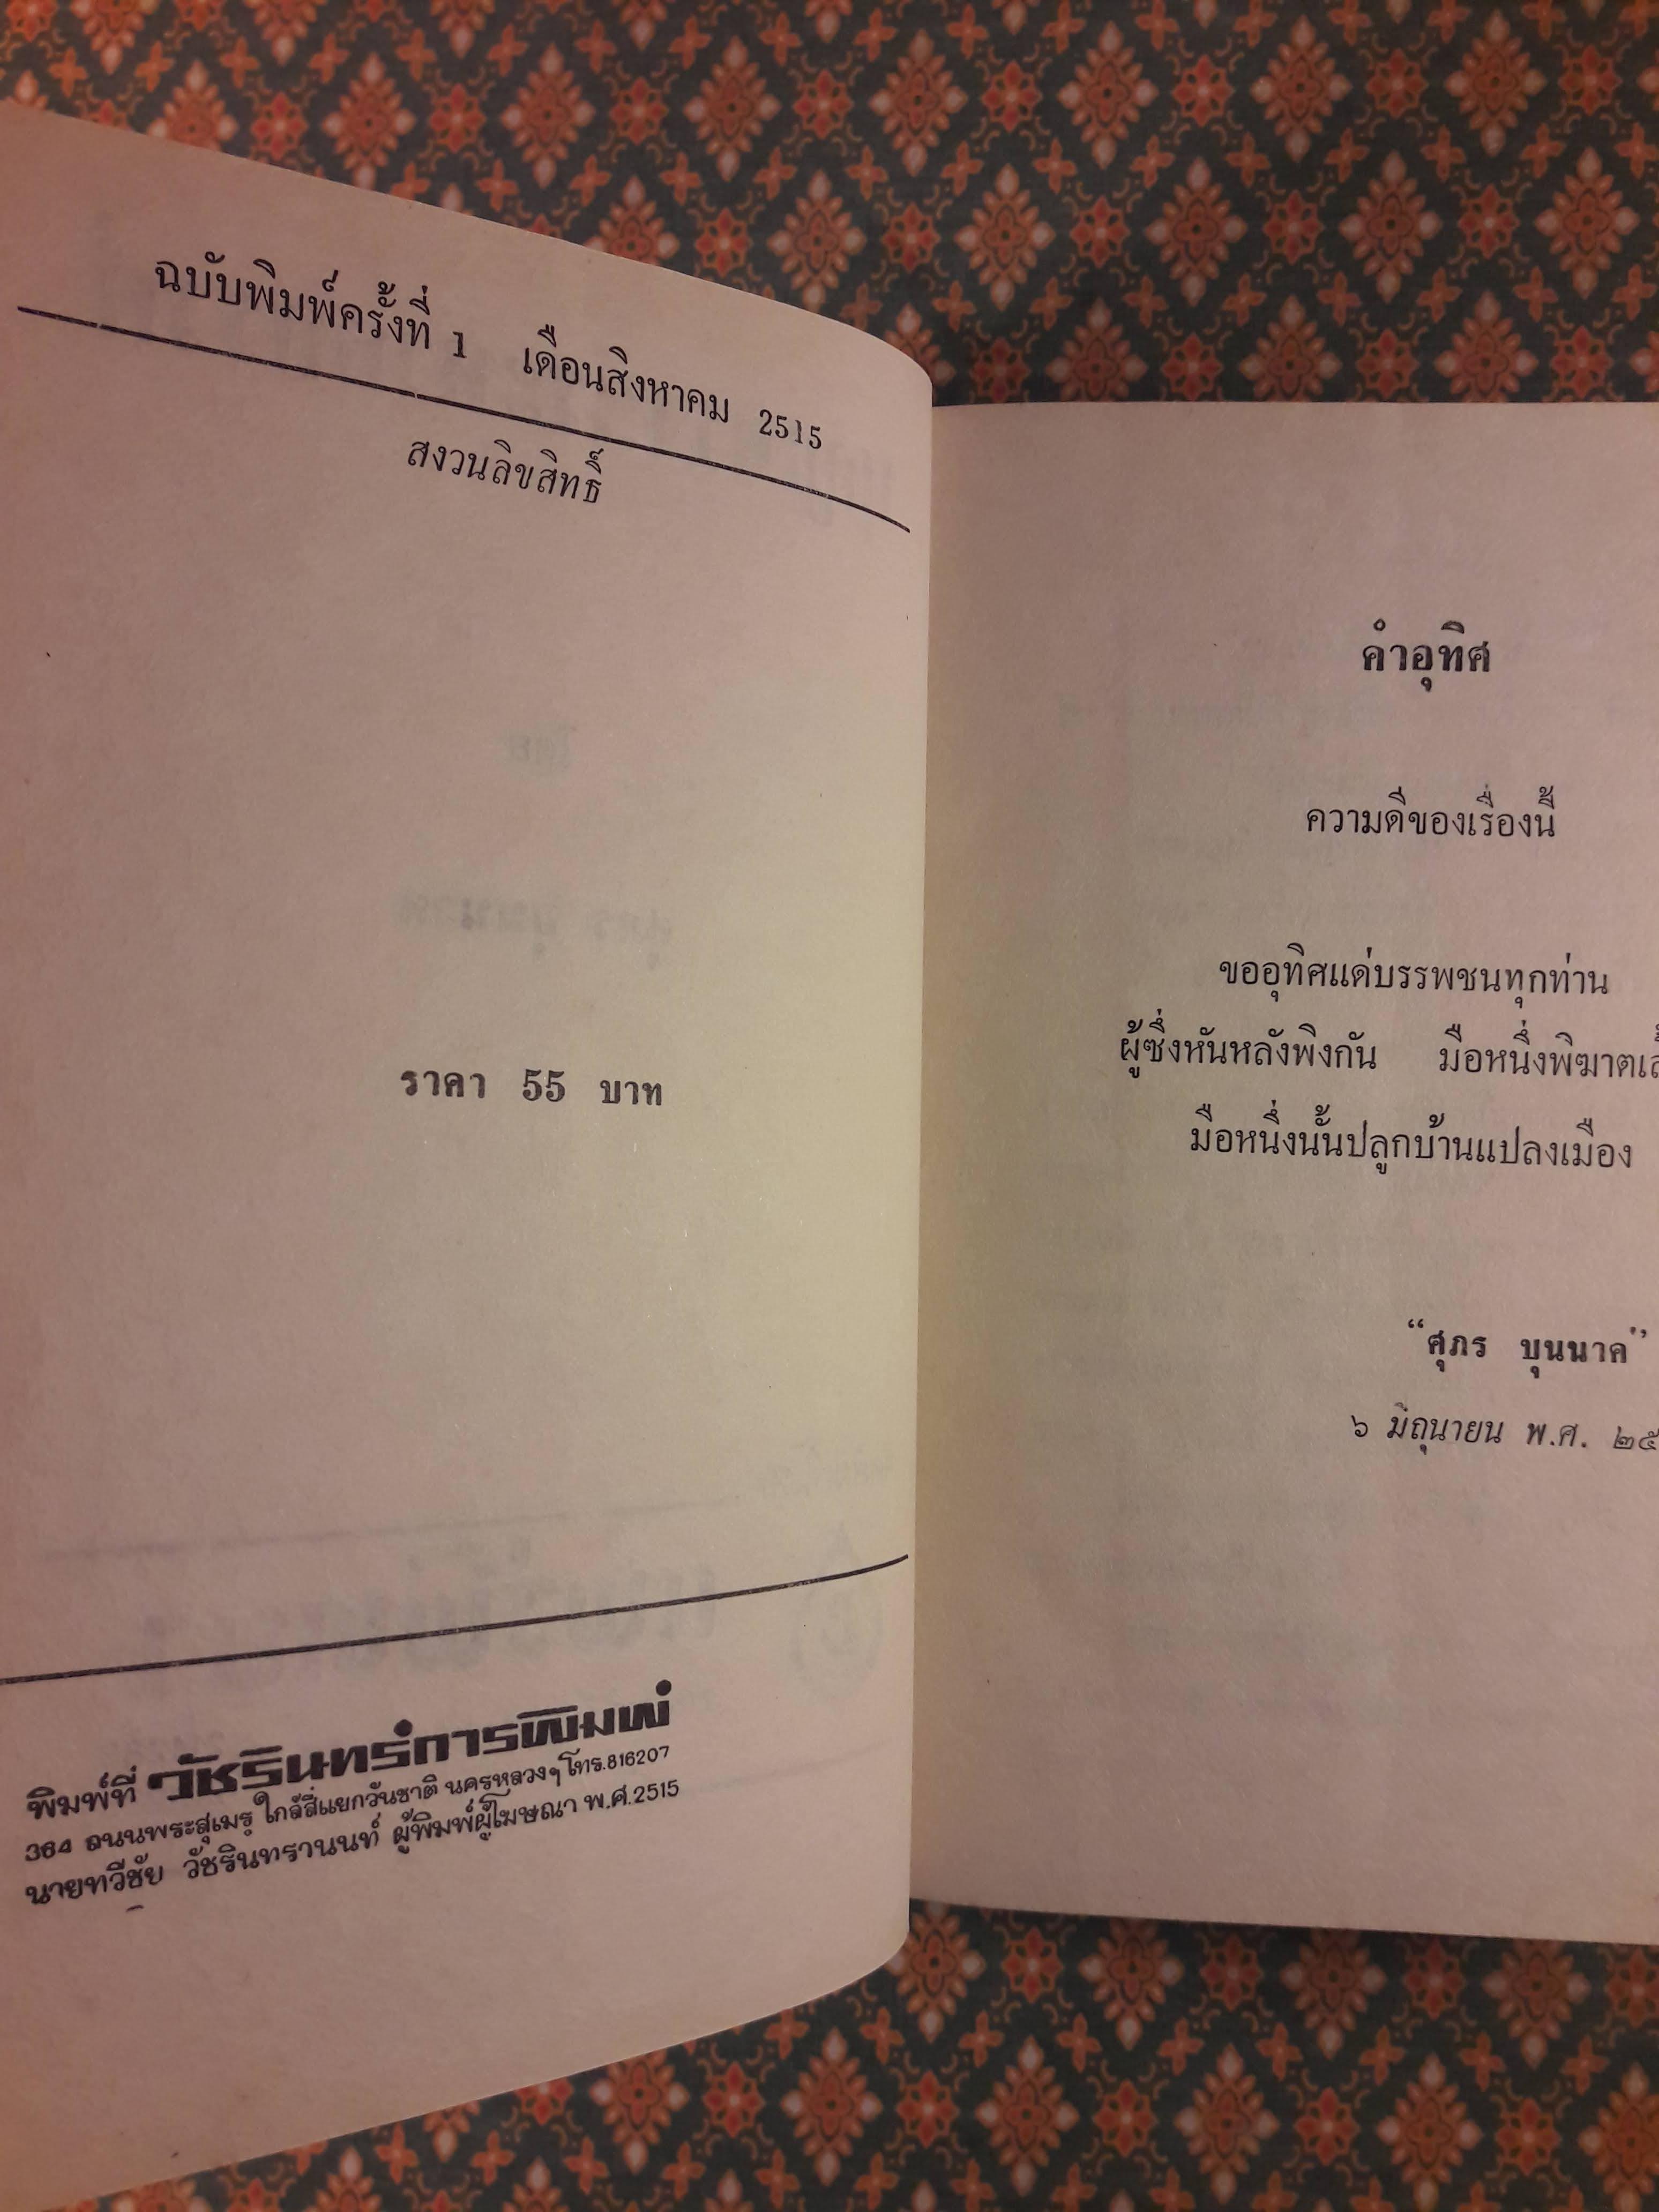 ฉบับพิมพ์ครั้งที่ 1 เดือนสิงหาคม 2515
สงวนลิขสิทธิ์
ราคา 55 บาท
พิมพ์ที่ วัชรินทร์การพิมพ์
364 ถนนพระสุเมรุ ใกล้สี่แยกวันชาติ นครหลวงฯ โทร.816207
นายทวีชัย วัชรินทรานนท์ ผู้พิมพ์ผู้โฆษณา พ.ศ.2515
คำอุทิศ
ความดีของเรื่องนี้
ขออุทิศแด่บรรพชนทุกท่าน
ผู้ซึ่งหันหลังพิงกัน มือหนึ่งพิฆาต
มือหนึ่งนั้นปลูกบ้านแปลงเมือง
“ศุภร บุนนาค”
๖ มิถุนายน พ.ศ.